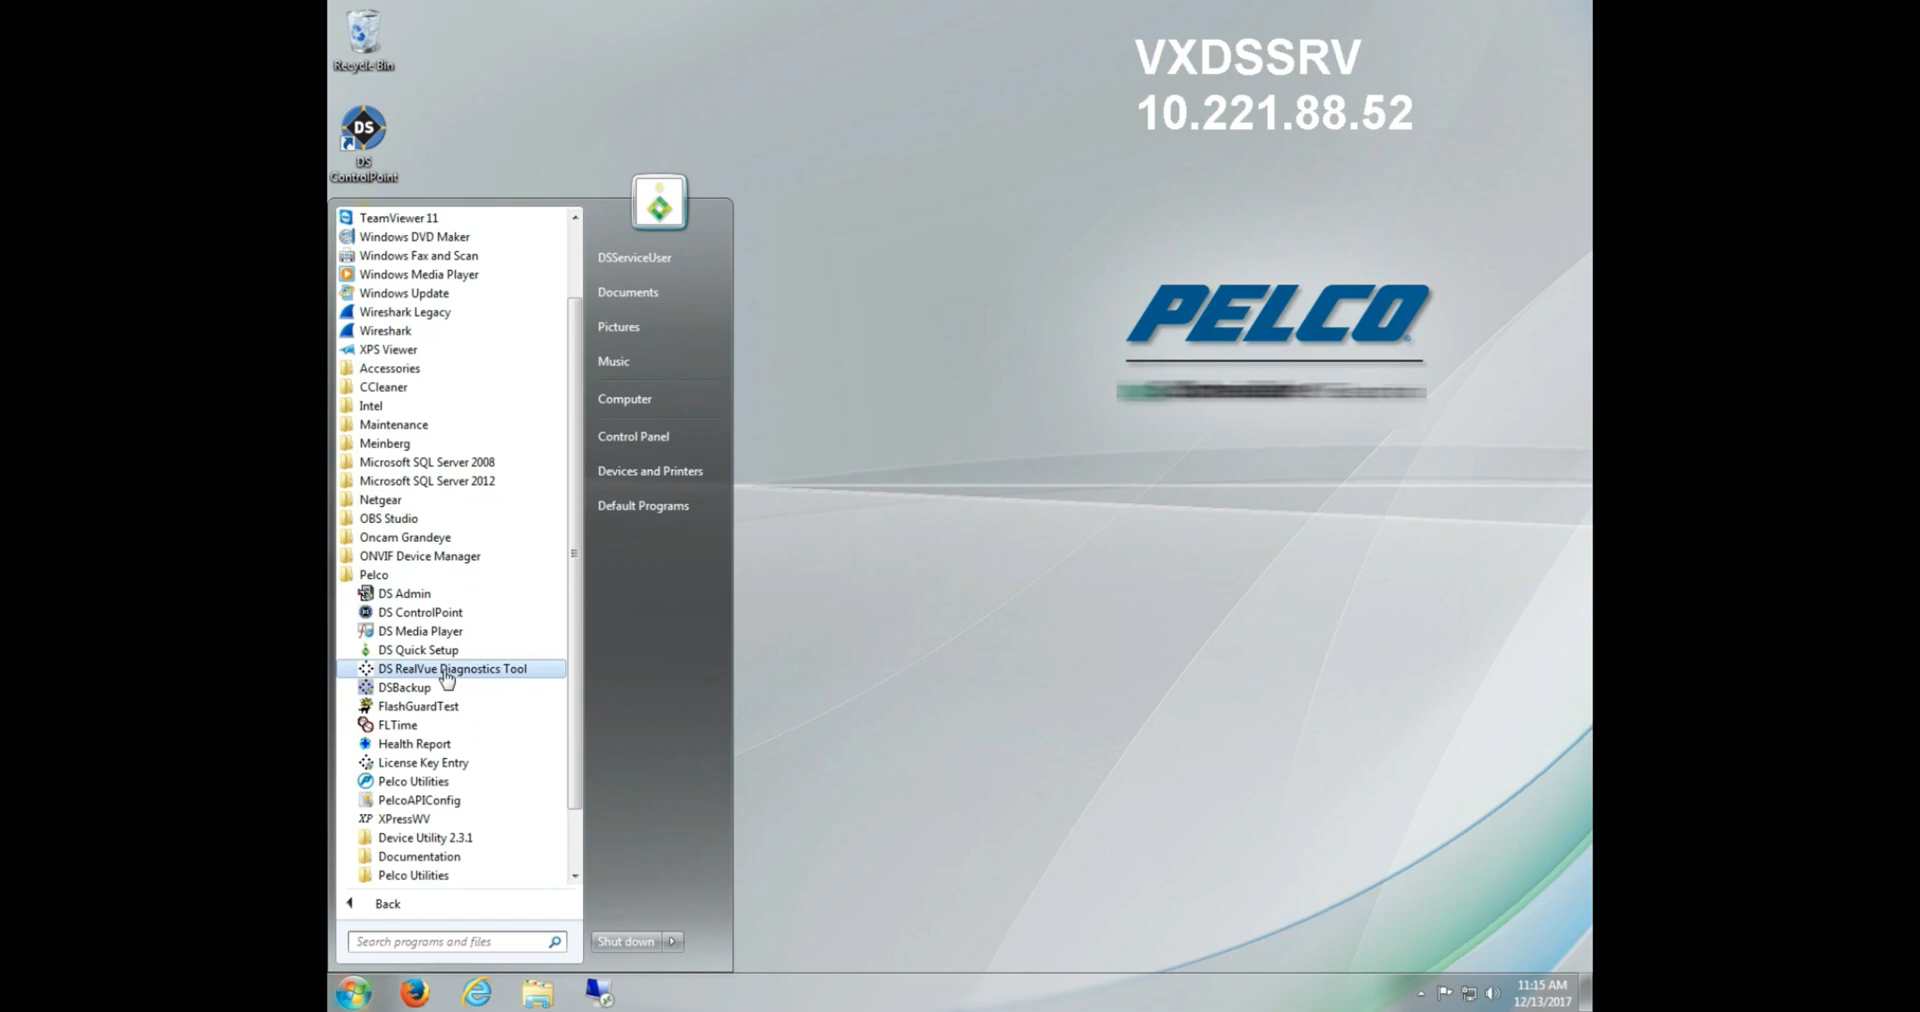 Recycle Bin
DS
DS
ControlPoint
VXDSSRV
10.221.88.52
PELCO
TeamViewer 11
Windows DVD Maker
Windows Fax and Scan
Windows Media Player
Windows Update
Wireshark Legacy
Wireshark
XPS Viewer
Accessories
CCleaner
Intel
Maintenance
Meinberg
Microsoft SQL Server 2008
Microsoft SQL Server 2012
Netgear
OBS Studio
Oncam Grandeye
ONVIF Device Manager
Pelco
DS Admin
DS ControlPoint
DS Media Player
DS Quick Setup
DS RealVue Diagnostics Tool
DSBackup
FlashGuardTest
FLTime
Health Report
License Key Entry
Pelco Utilities
PelcoAPIConfig
XP XPressWV
Device Utility 2.3.1
Documentation
Pelco Utilities
Back
Search programs and files
DSServiceUser
Documents
Pictures
Music
Computer
Control Panel
Devices and Printers
Default Programs
Shut down
11:15 AM
12/13/2017